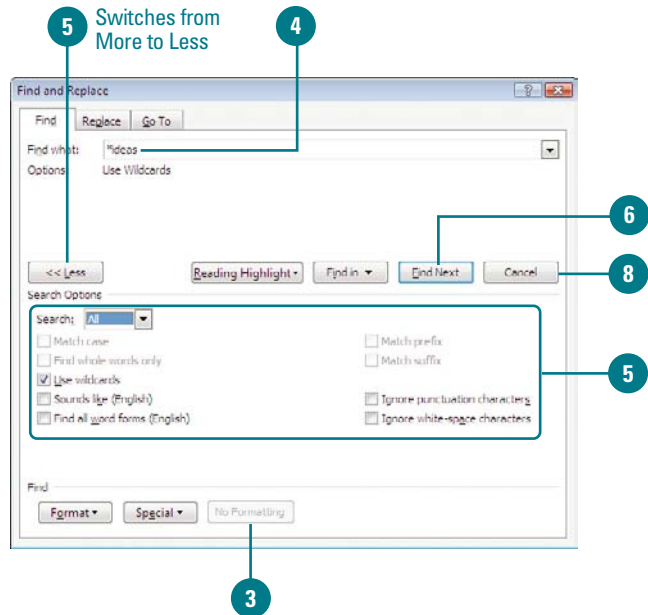 5 Switches from 4
More to Less
Find and Replace
Find Replace Go To
Find what: *ideas
Options: Use Wildcards
6
<< Less Reading Highlight Find in Find Next Cancel 8
Search Options
Search: All
Match case Match prefix
Find whole words only Match suffix
Use wildcards 5
Sounds like (English) Ignore punctuation characters
Find all word forms (English) Ignore white-space characters
Find
Format Special No Formatting
3